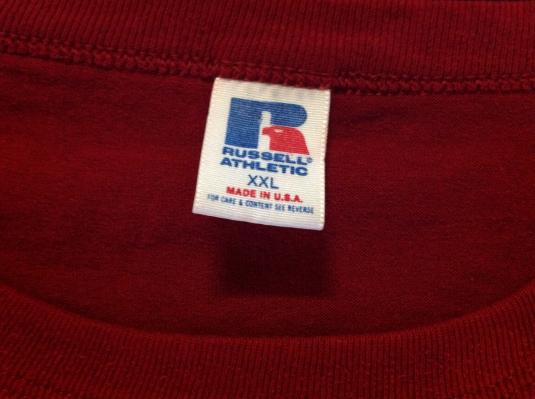 RUSSELL®
ATHLETIC
XXL
MADE IN U.S.A.
FOR CARE & CONTENT SEE REVERSE